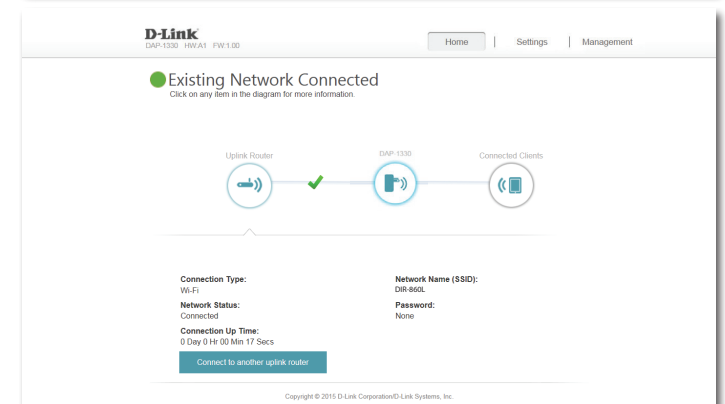 D-Link
DAP-1330 HW:A1 FW:1.00
Home | Settings | Management
Existing Network Connected
Click on any item in the diagram for more information.
Uplink Router
DAP-1330
Connected Clients
Connection Type:
Wi-Fi
Network Status:
Connected
Connection Up Time:
0 Day 0 Hr 00 Min 17 Secs
Network Name (SSID):
DIR-860L
Password:
None
Connect to another uplink router
Copyright © 2015 D-Link Corporation/D-Link Systems, Inc.